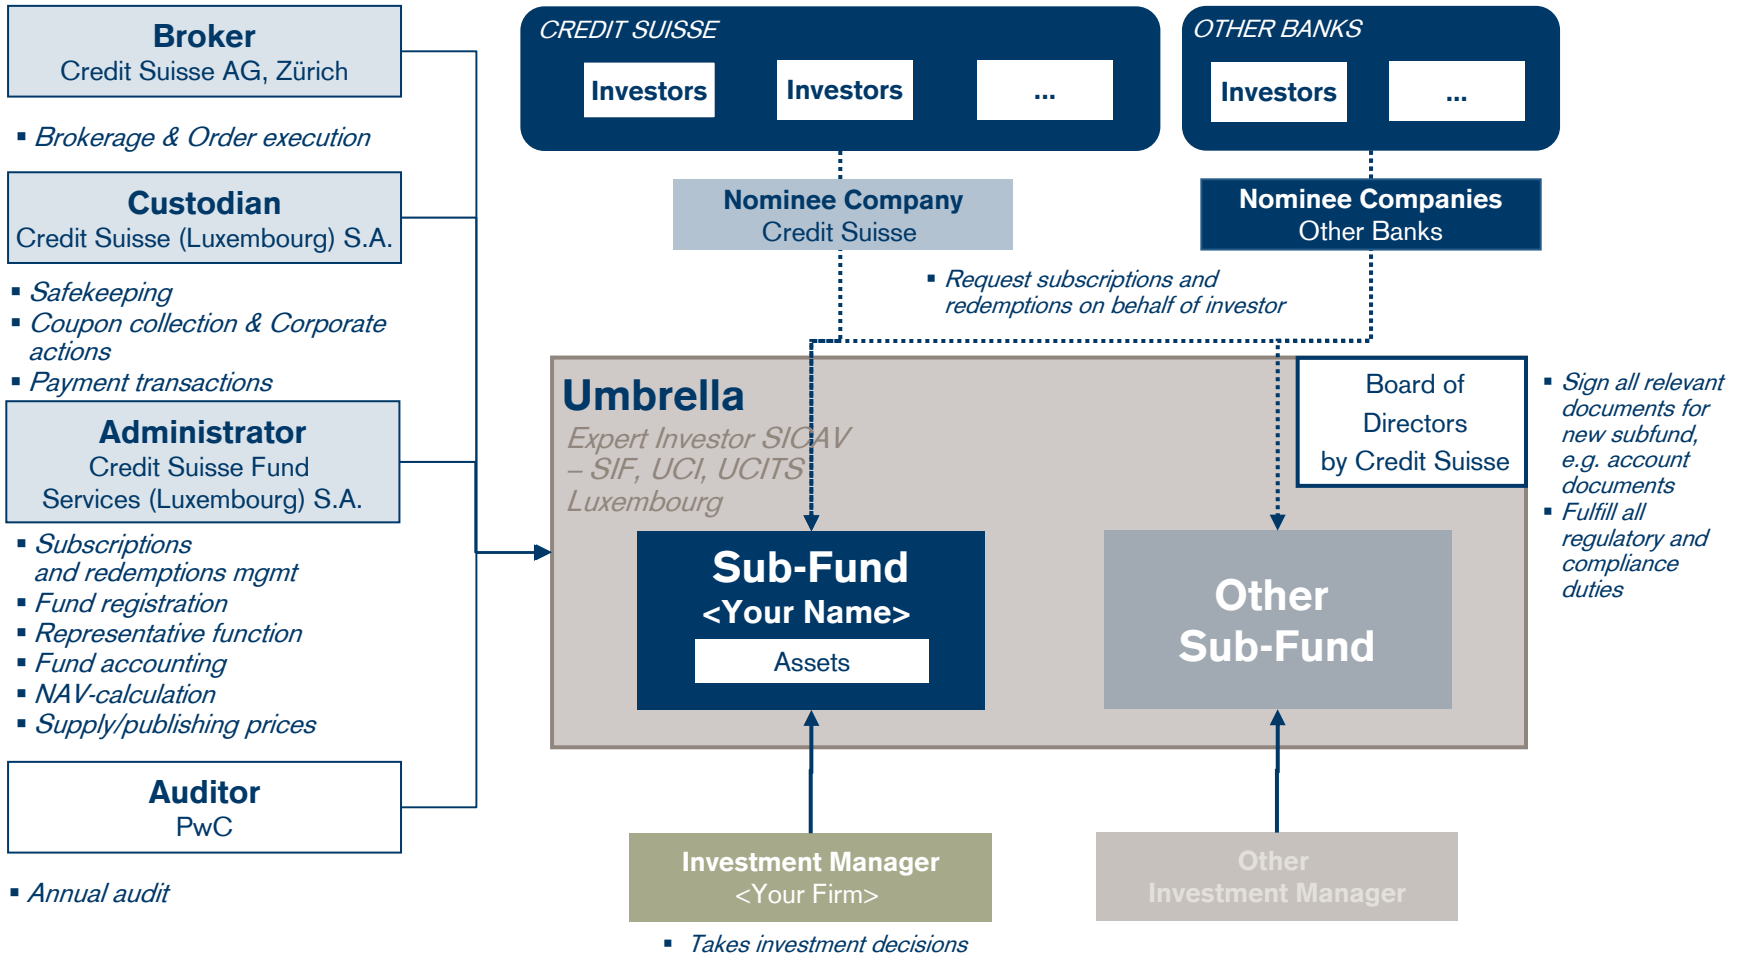 Broker
Credit Suisse AG, Zürich
▪ Brokerage & Order execution
Custodian
Credit Suisse (Luxembourg) S.A.
▪ Safekeeping
▪ Coupon collection & Corporate
actions
▪ Payment transactions
Administrator
Credit Suisse Fund
Services (Luxembourg) S.A.
▪ Subscriptions
and redemptions mgmt
▪ Fund registration
▪ Representative function
▪ Fund accounting
▪ NAV-calculation
▪ Supply/publishing prices
Auditor
PwC
▪ Annual audit
CREDIT SUISSE
Investors
Investors
...
OTHER BANKS
Investors
...
Nominee Company
Credit Suisse
Nominee Companies
Other Banks
▪ Request subscriptions and
redemptions on behalf of investor
Umbrella
Expert Investor SICAV
– SIF, UCI, UCITS
Luxembourg
Board of
Directors
by Credit Suisse
▪ Sign all relevant
documents for
new subfund,
e.g. account
documents
▪ Fulfill all
regulatory and
compliance
duties
Sub-Fund
<Your Name>
Assets
Other
Sub-Fund
Investment Manager
<Your Firm>
▪ Takes investment decisions
Other
Investment Manager